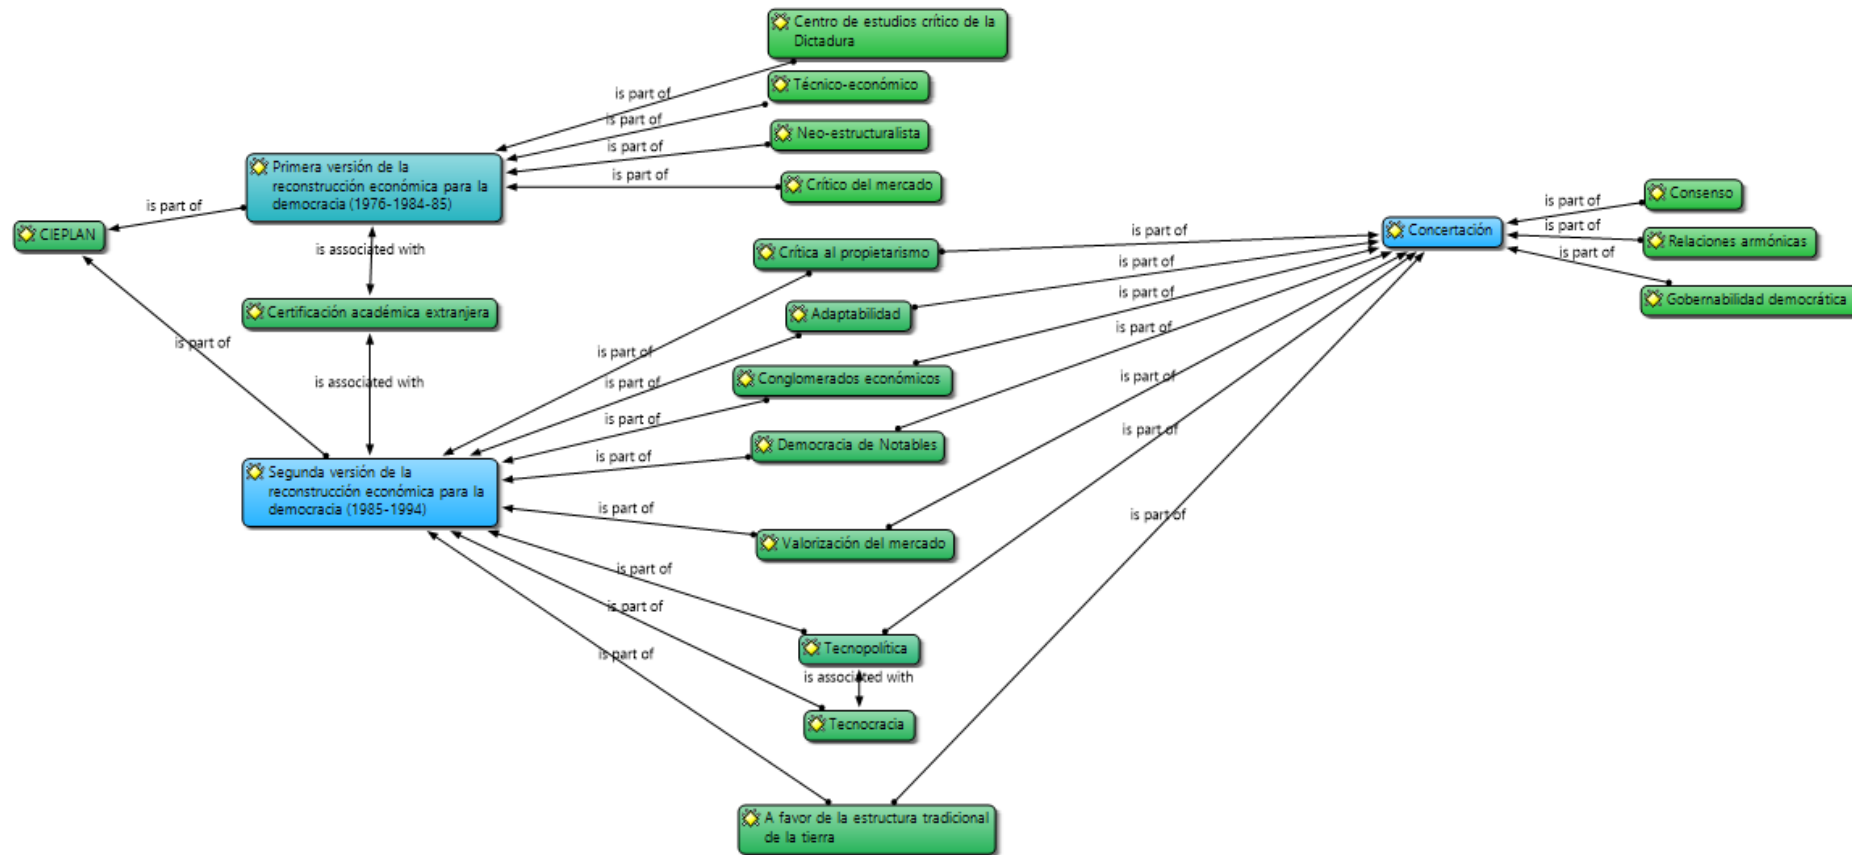 Centro de estudios crítico de la
Dictadura
is part of
Técnico-económico
is part of
Neo-estructuralista
is part of
Primera versión de la
reconstrucción económica para la
democracia (1976-1984-85)
is part of
Crítico del mercado
is part of
CIEPLAN
is associated with
Crítica al propietarismo
is part of
Concertación
is part of
Consenso
is part of
Relaciones armónicas
is part of
Gobernabilidad democrática
Certificación académica extranjera
is part of
Adaptabilidad
is part of
is part of
is part of
is part of
is associated with
Conglomerados económicos
is part of
is part of
is part of
Democracia de Notables
is part of
is part of
Segunda versión de la
reconstrucción económica para la
democracia (1985-1994)
is part of
Valorización del mercado
is part of
is part of
is part of
Tecnopolítica
is part of
is associated with
Tecnocracia
A favor de la estructura tradicional
de la tierra